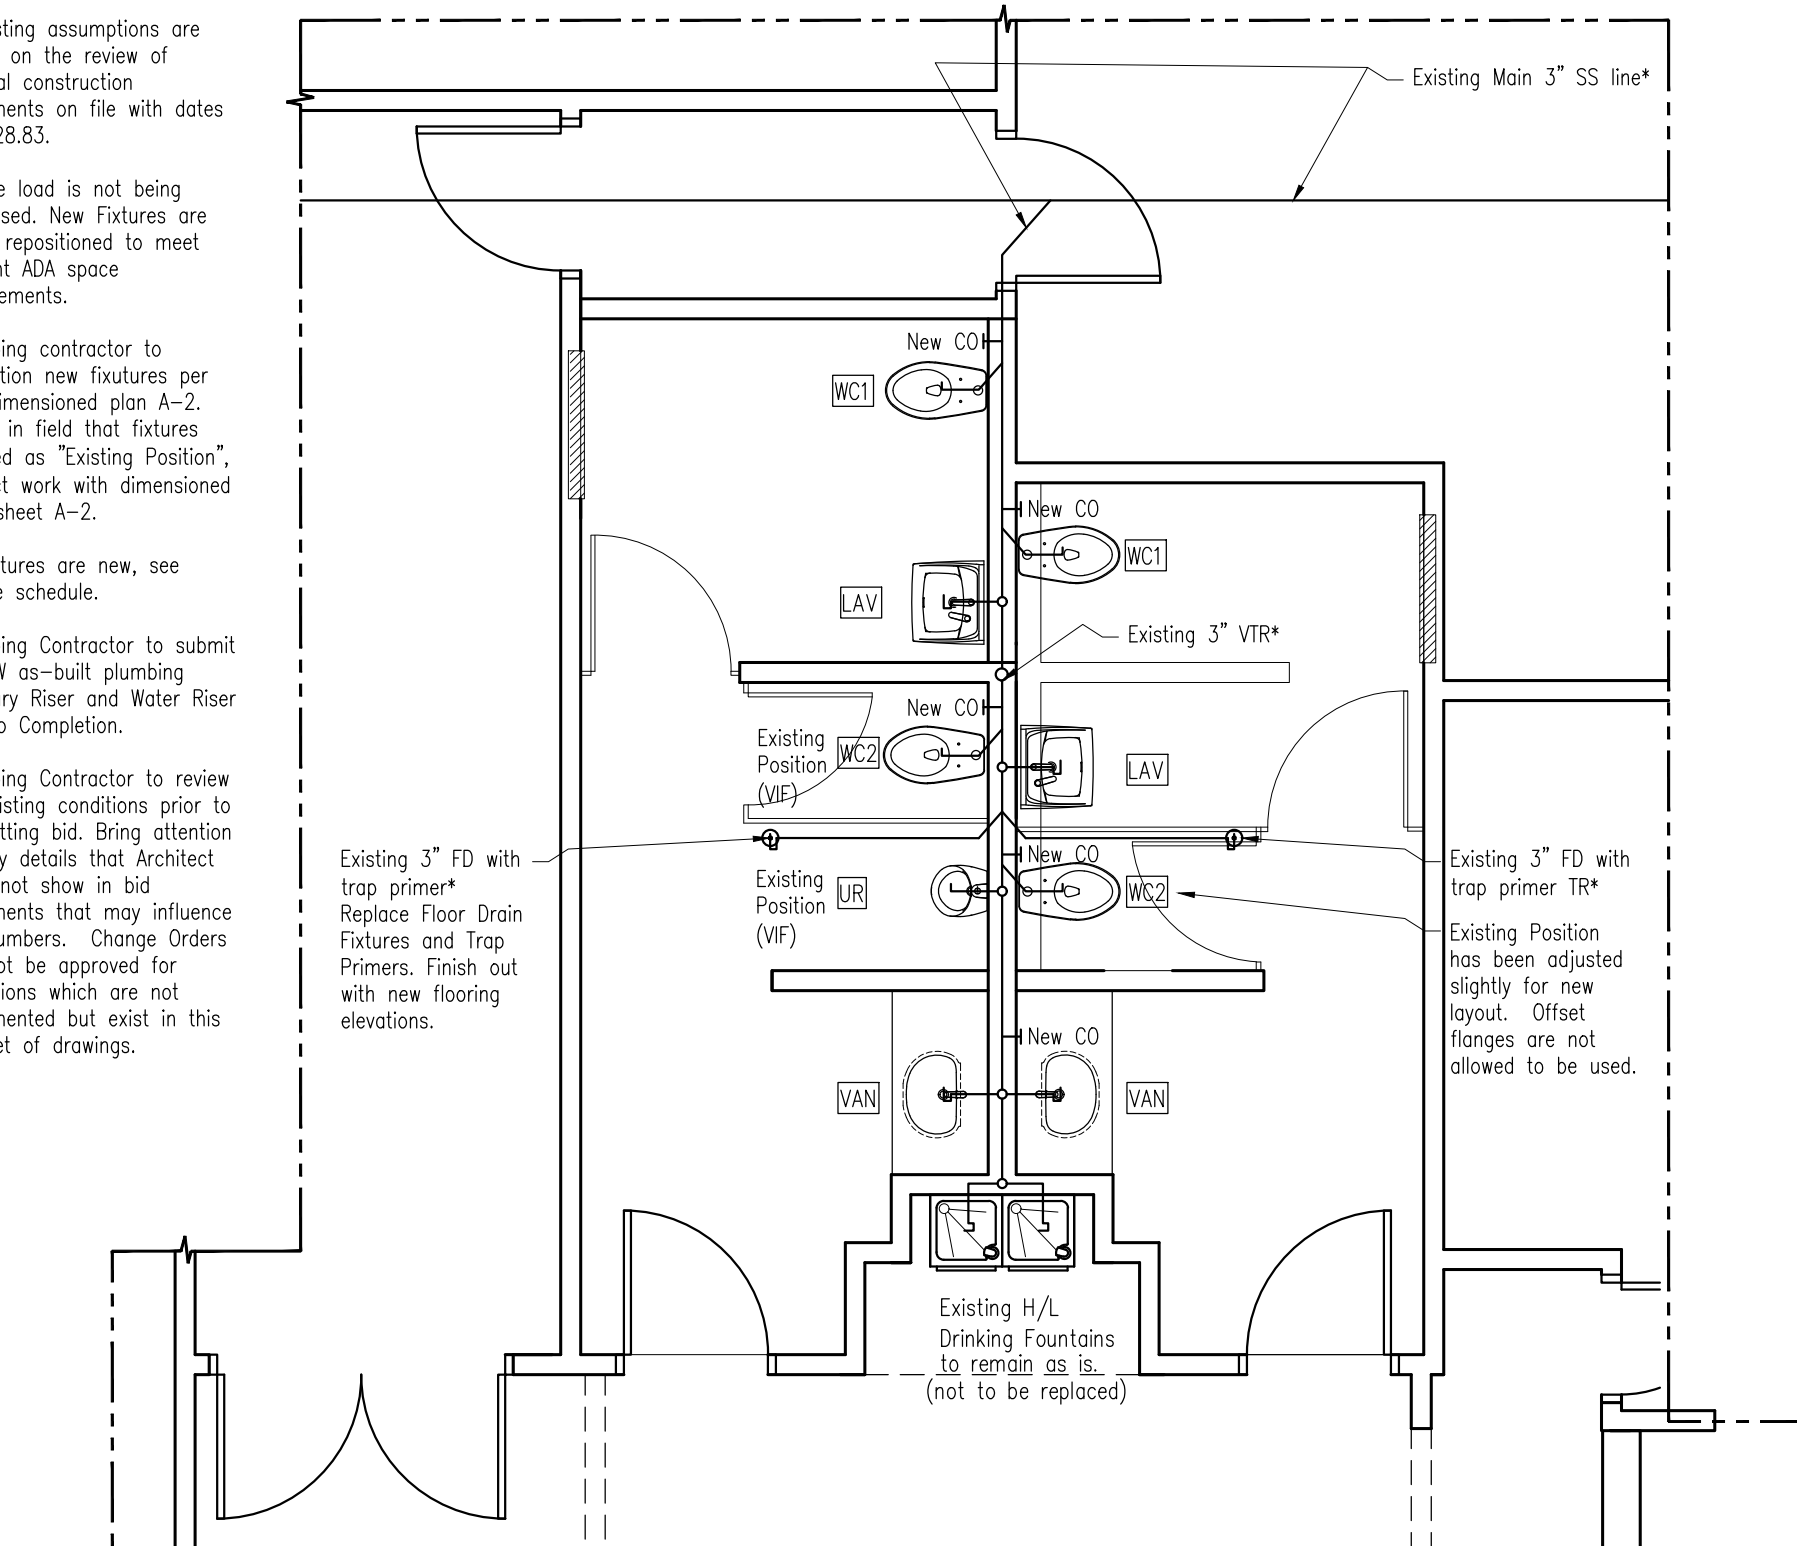 sting assumptions are
on the review of
al construction
ments on file with dates
28.83.
e load is not being
sed. New Fixtures are
repositioned to meet
nt ADA space
ements.
ing contractor to
tion new fixutures per
imensioned plan A-2.
in field that fixtures
ed as "Existing Position",
ct work with dimensioned
sheet A-2.
tures are new, see
e schedule.
ing Contractor to submit
W as-built plumbing
ary Riser and Water Riser
o Completion.
ing Contractor to review
isting conditions prior to
tting bid. Bring attention
y details that Architect
not show in bid
ments that may influence
umbers. Change Orders
ot be approved for
ions which are not
mented but exist in this
et of drawings.
Existing Main 3" SS line*
New CO
WC1
New CO
WC1
LAV
Existing 3" VTR*
New CO
Existing
Position
(VIF)
WC2
LAV
Existing 3" FD with
trap primer*
Replace Floor Drain
Fixtures and Trap
Primers. Finish out
with new flooring
elevations.
Existing
Position
(VIF)
UR
New CO
WC2
Existing 3" FD with
trap primer TR*
Existing Position
has been adjusted
slightly for new
layout. Offset
flanges are not
allowed to be used.
New CO
VAN
VAN
Existing H/L
Drinking Fountains
to remain as is.
(not to be replaced)